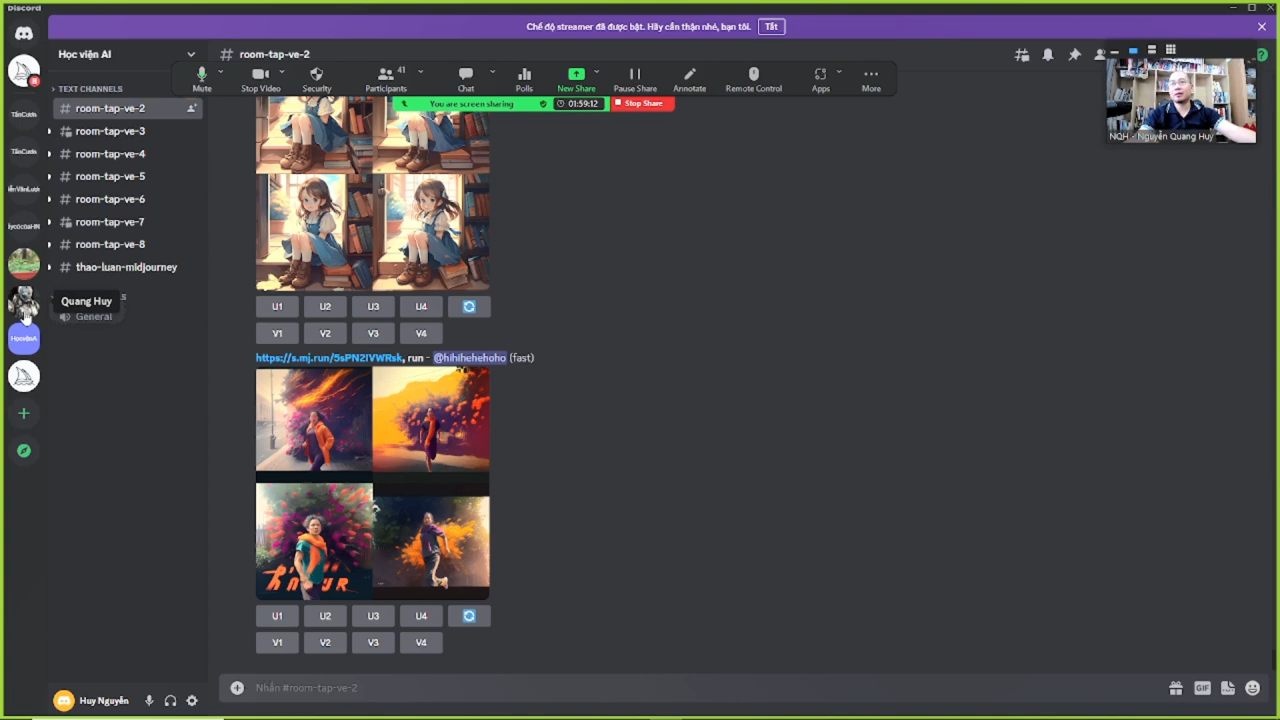 Discord
Chế độ streamer đã được bật. Hãy cẩn thận nhé, bạn tôi.
Tắt
Học viện AI
room-tap-ve-2
Mute
Stop Video
Security
41
Participants
Chat
Polls
New Share
Pause Share
Annotate
Remote Control
Apps
More
You are screen sharing
01:59:12
Stop Share
NQH - Nguyễn Quang Huy
TEXT CHANNELS
room-tap-ve-2
room-tap-ve-3
room-tap-ve-4
room-tap-ve-5
room-tap-ve-6
room-tap-ve-7
room-tap-ve-8
thao-luan-midjourney
Quang Huy
General
U1 U2 U3 U4
V1 V2 V3 V4
https://s.mj.run/5sPN2IVWRsk, run - @hihihehehoho (fast)
U1 U2 U3 U4
V1 V2 V3 V4
Huy Nguyễn
Nhắn #room-tap-ve-2
GIF